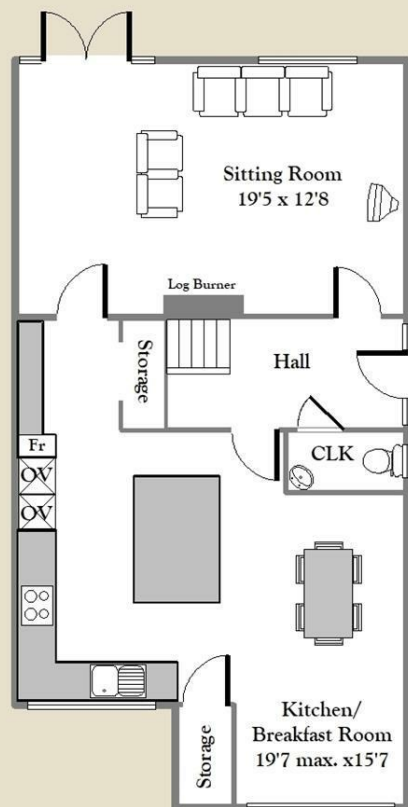 Sitting Room
19'5 x 12'8
Log Burner
Storage
Hall
Fr
OV
OV
CLK
Kitchen/
Breakfast Room
19'7 max. x15'7
Storage